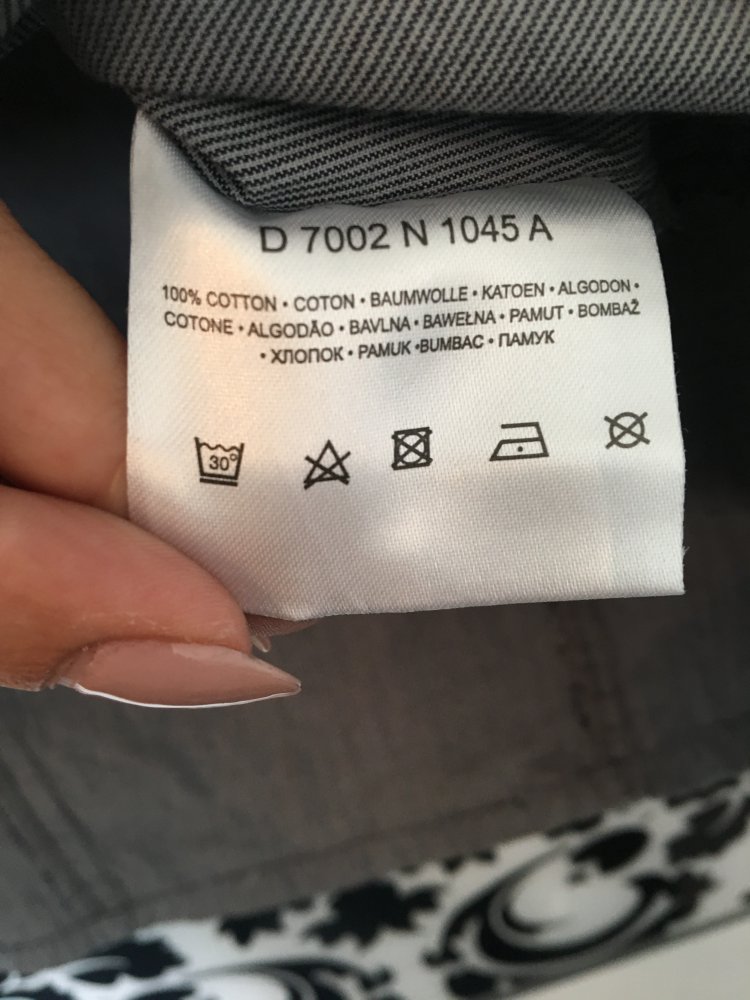 D 7002 N 1045 A
100% COTTON • COTON • BAUMWOLLE • KATOEN • ALGODON •
COTONE • ALGODÃO • BAVLNA • BAWEŁNA • PAMUT • BOMBAŽ
• ХЛОПОК • PAMUK •BUMBAC • ПАМУК
30°